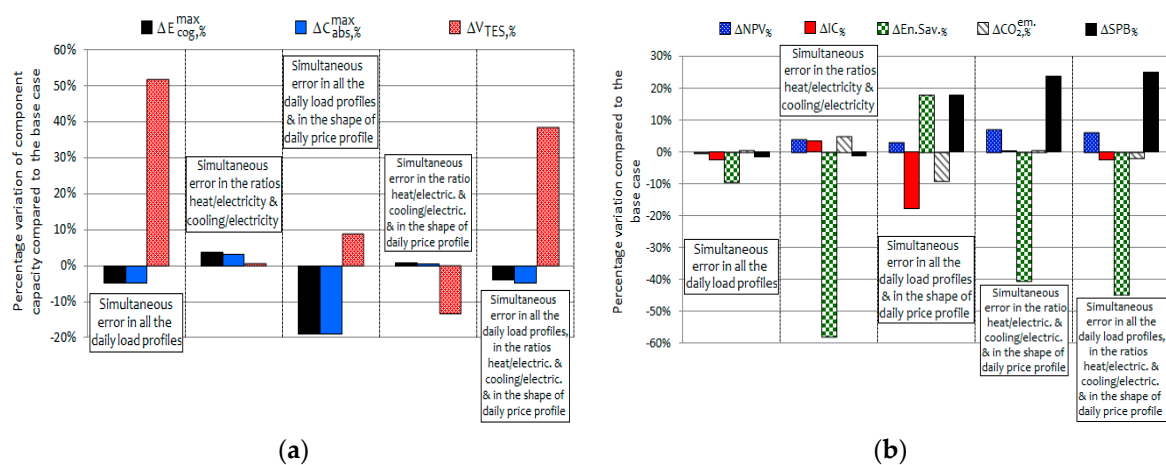 ΔE cog,% max ΔC abs,% max ΔV TES,%
Percentage variation of component
capacity compared to the base case
60%
50%
40%
30%
20%
10%
0%
-10%
-20%
Simultaneous
error in all the
daily load profiles
Simultaneous
error in the ratios
heat/electricity &
cooling/electricity
Simultaneous
error in all the
daily load profiles
& in the shape of
daily price profile
Simultaneous
error in the ratio
heat/electric. &
cooling/electric.
& in the shape of
daily price profile
Simultaneous
error in all the
daily load profiles,
in the ratios
heat/electric. &
cooling/electric.
& in the shape of
daily price profile
(a)
ΔNPV% ΔIC% ΔEn.Sav.% ΔCO2,% em. ΔSPB%
Percentage variation compared to the
base case
30%
20%
10%
0%
-10%
-20%
-30%
-40%
-50%
-60%
Simultaneous
error in all the
daily load profiles
Simultaneous
error in the ratios
heat/electricity &
cooling/electricity
Simultaneous
error in all the
daily load profiles
& in the shape of
daily price profile
Simultaneous
error in the ratio
heat/electric. &
cooling/electric.
& in the shape of
daily price profile
Simultaneous
error in all the
daily load profiles,
in the ratios
heat/electric. &
cooling/electric.
& in the shape of
daily price profile
(b)